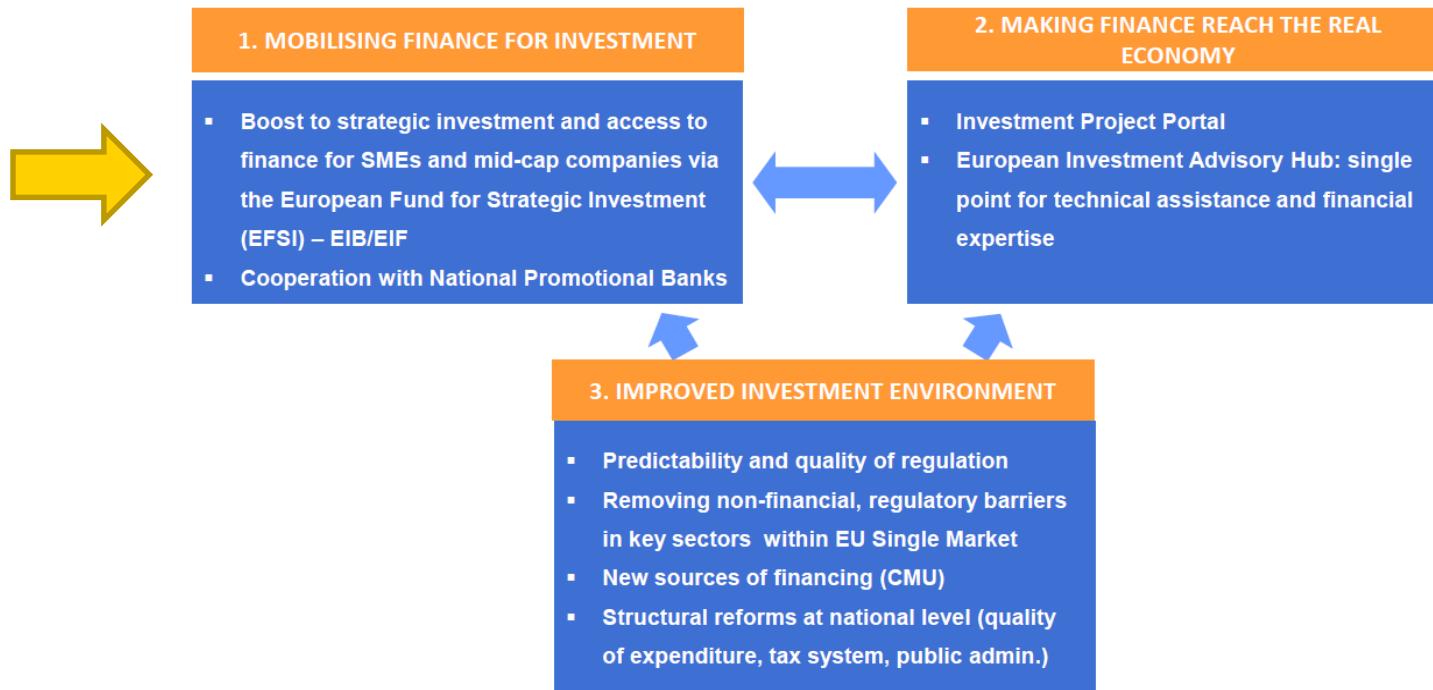 1. MOBILISING FINANCE FOR INVESTMENT
▪ Boost to strategic investment and access to
finance for SMEs and mid-cap companies via
the European Fund for Strategic Investment
(EFSI) – EIB/EIF
▪ Cooperation with National Promotional Banks
2. MAKING FINANCE REACH THE REAL
ECONOMY
▪ Investment Project Portal
▪ European Investment Advisory Hub: single
point for technical assistance and financial
expertise
3. IMPROVED INVESTMENT ENVIRONMENT
▪ Predictability and quality of regulation
▪ Removing non-financial, regulatory barriers
in key sectors within EU Single Market
▪ New sources of financing (CMU)
▪ Structural reforms at national level (quality
of expenditure, tax system, public admin.)